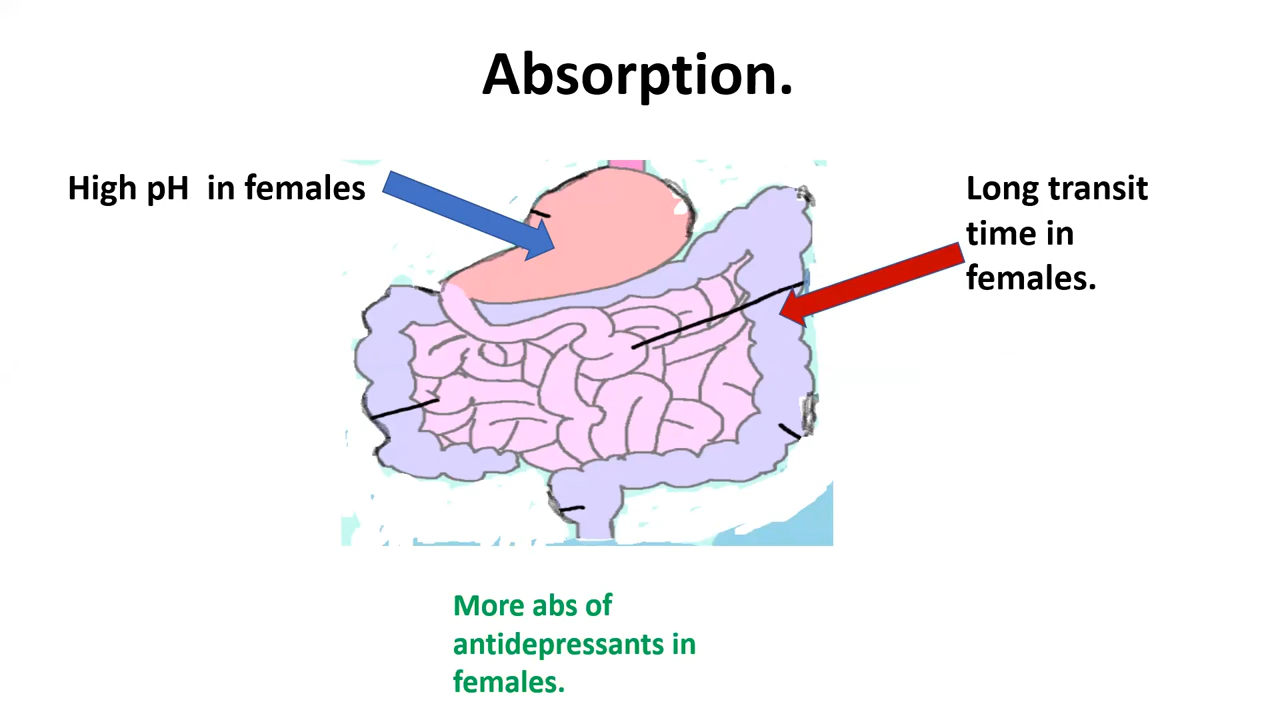 Absorption.
High pH  in females
Long transit
time in
females.
More abs of
antidepressants in
females.